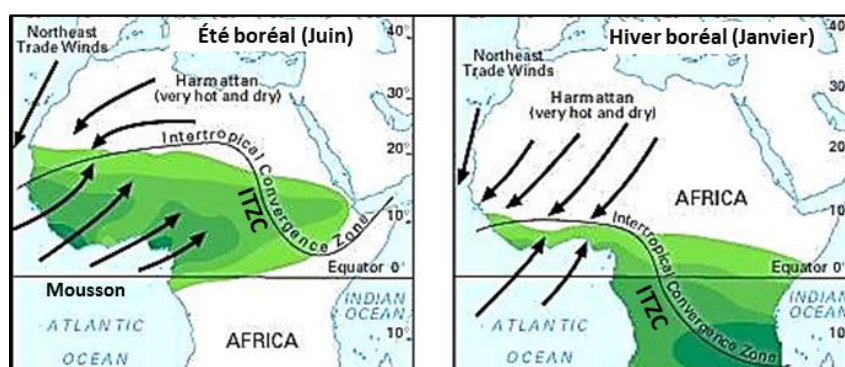 Été boréal (Juin)
40°
Northeast
Trade Winds
Harmattan
(very hot and dry)
30°
Intertropical Convergence Zone
20°
ITZC
10°
Equator 0°
Mousson
ATLANTIC
OCEAN
AFRICA
INDIAN
OCEAN
10°
Hiver boréal (Janvier)
40°
Northeast
Trade Winds
Harmattan
(very hot and dry)
30°
20°
AFRICA
10°
Intertropical Convergence Zone
Equator 0°
ITZC
ATLANTIC
OCEAN
INDIAN
OCEAN
10°